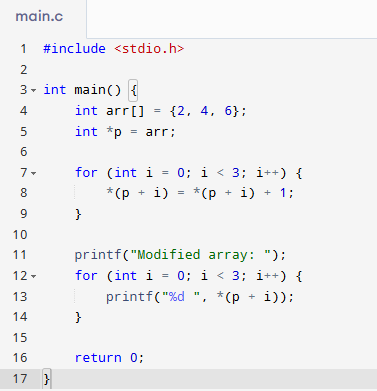 main.c
1 #include <stdio.h>
2
3 int main() {
4     int arr[] = {2, 4, 6};
5     int *p = arr;
6
7     for (int i = 0; i < 3; i++) {
8         *(p + i) = *(p + i) + 1;
9     }
10
11     printf("Modified array: ");
12     for (int i = 0; i < 3; i++) {
13         printf("%d ", *(p + i));
14     }
15
16     return 0;
17 }